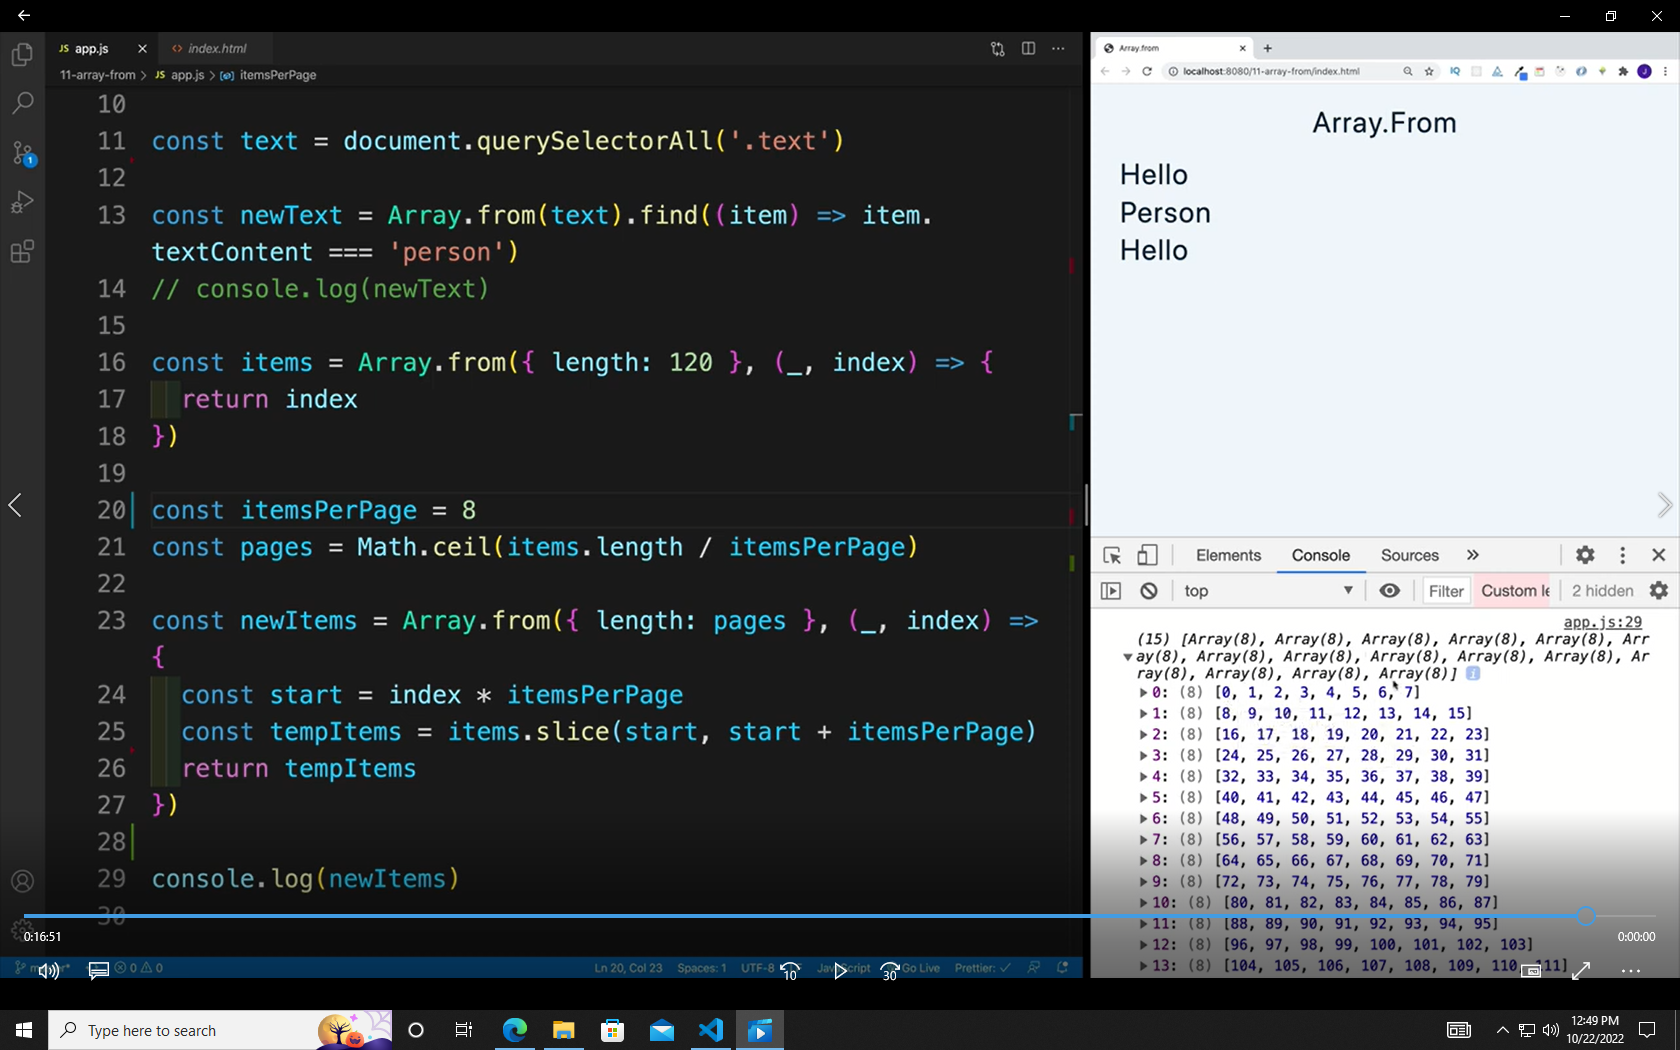 JS app.js
<> index.html
11-array-from > JS app.js > itemsPerPage
10
11 const text = document.querySelectorAll('.text')
12
13 const newText = Array.from(text).find((item) => item.
textContent === 'person')
14 // console.log(newText)
15
16 const items = Array.from({ length: 120 }, (_, index) => {
17 return index
18 })
19
20 const itemsPerPage = 8
21 const pages = Math.ceil(items.length / itemsPerPage)
22
23 const newItems = Array.from({ length: pages }, (_, index) =>
{
24 const start = index * itemsPerPage
25 const tempItems = items.slice(start, start + itemsPerPage)
26 return tempItems
27 })
28
29 console.log(newItems)
30
1
Array.from
localhost:8080/11-array-from/index.html
IQ
J
Array.From
Hello
Person
Hello
Elements Console Sources
top Filter Custom le 2 hidden
app.js:29
(15) [Array(8), Array(8), Array(8), Array(8), Array(8), Arr
ay(8), Array(8), Array(8), Array(8), Array(8), Array(8), Ar
ray(8), Array(8), Array(8), Array(8)] i
0: (8) [0, 1, 2, 3, 4, 5, 6, 7]
1: (8) [8, 9, 10, 11, 12, 13, 14, 15]
2: (8) [16, 17, 18, 19, 20, 21, 22, 23]
3: (8) [24, 25, 26, 27, 28, 29, 30, 31]
4: (8) [32, 33, 34, 35, 36, 37, 38, 39]
5: (8) [40, 41, 42, 43, 44, 45, 46, 47]
6: (8) [48, 49, 50, 51, 52, 53, 54, 55]
7: (8) [56, 57, 58, 59, 60, 61, 62, 63]
8: (8) [64, 65, 66, 67, 68, 69, 70, 71]
9: (8) [72, 73, 74, 75, 76, 77, 78, 79]
10: (8) [80, 81, 82, 83, 84, 85, 86, 87]
11: (8) [88, 89, 90, 91, 92, 93, 94, 95]
12: (8) [96, 97, 98, 99, 100, 101, 102, 103]
13: (8) [104, 105, 106, 107, 108, 109, 110, 111]
0:16:51
0:00:00
0 0 Ln 20, Col 23 Spaces: 1 UTF-8 JavaScript Go Live Prettier: ✓
10
30
Type here to search
12:49 PM
10/22/2022